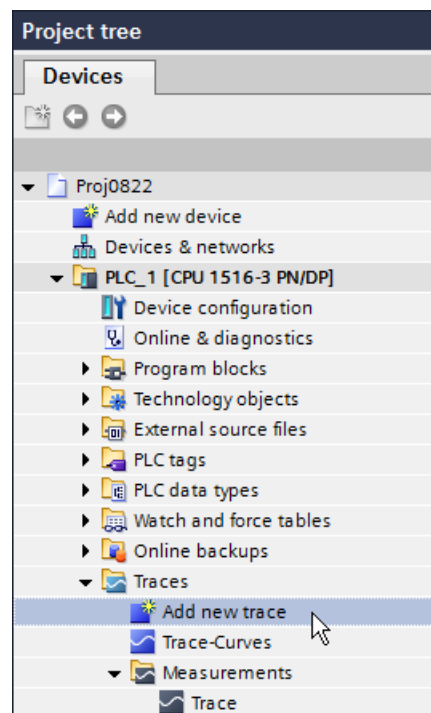 Project tree
Devices
Proj0822
Add new device
Devices & networks
PLC_1 [CPU 1516-3 PN/DP]
Device configuration
Online & diagnostics
Program blocks
Technology objects
External source files
PLC tags
PLC data types
Watch and force tables
Online backups
Traces
Add new trace
Trace-Curves
Measurements
Trace